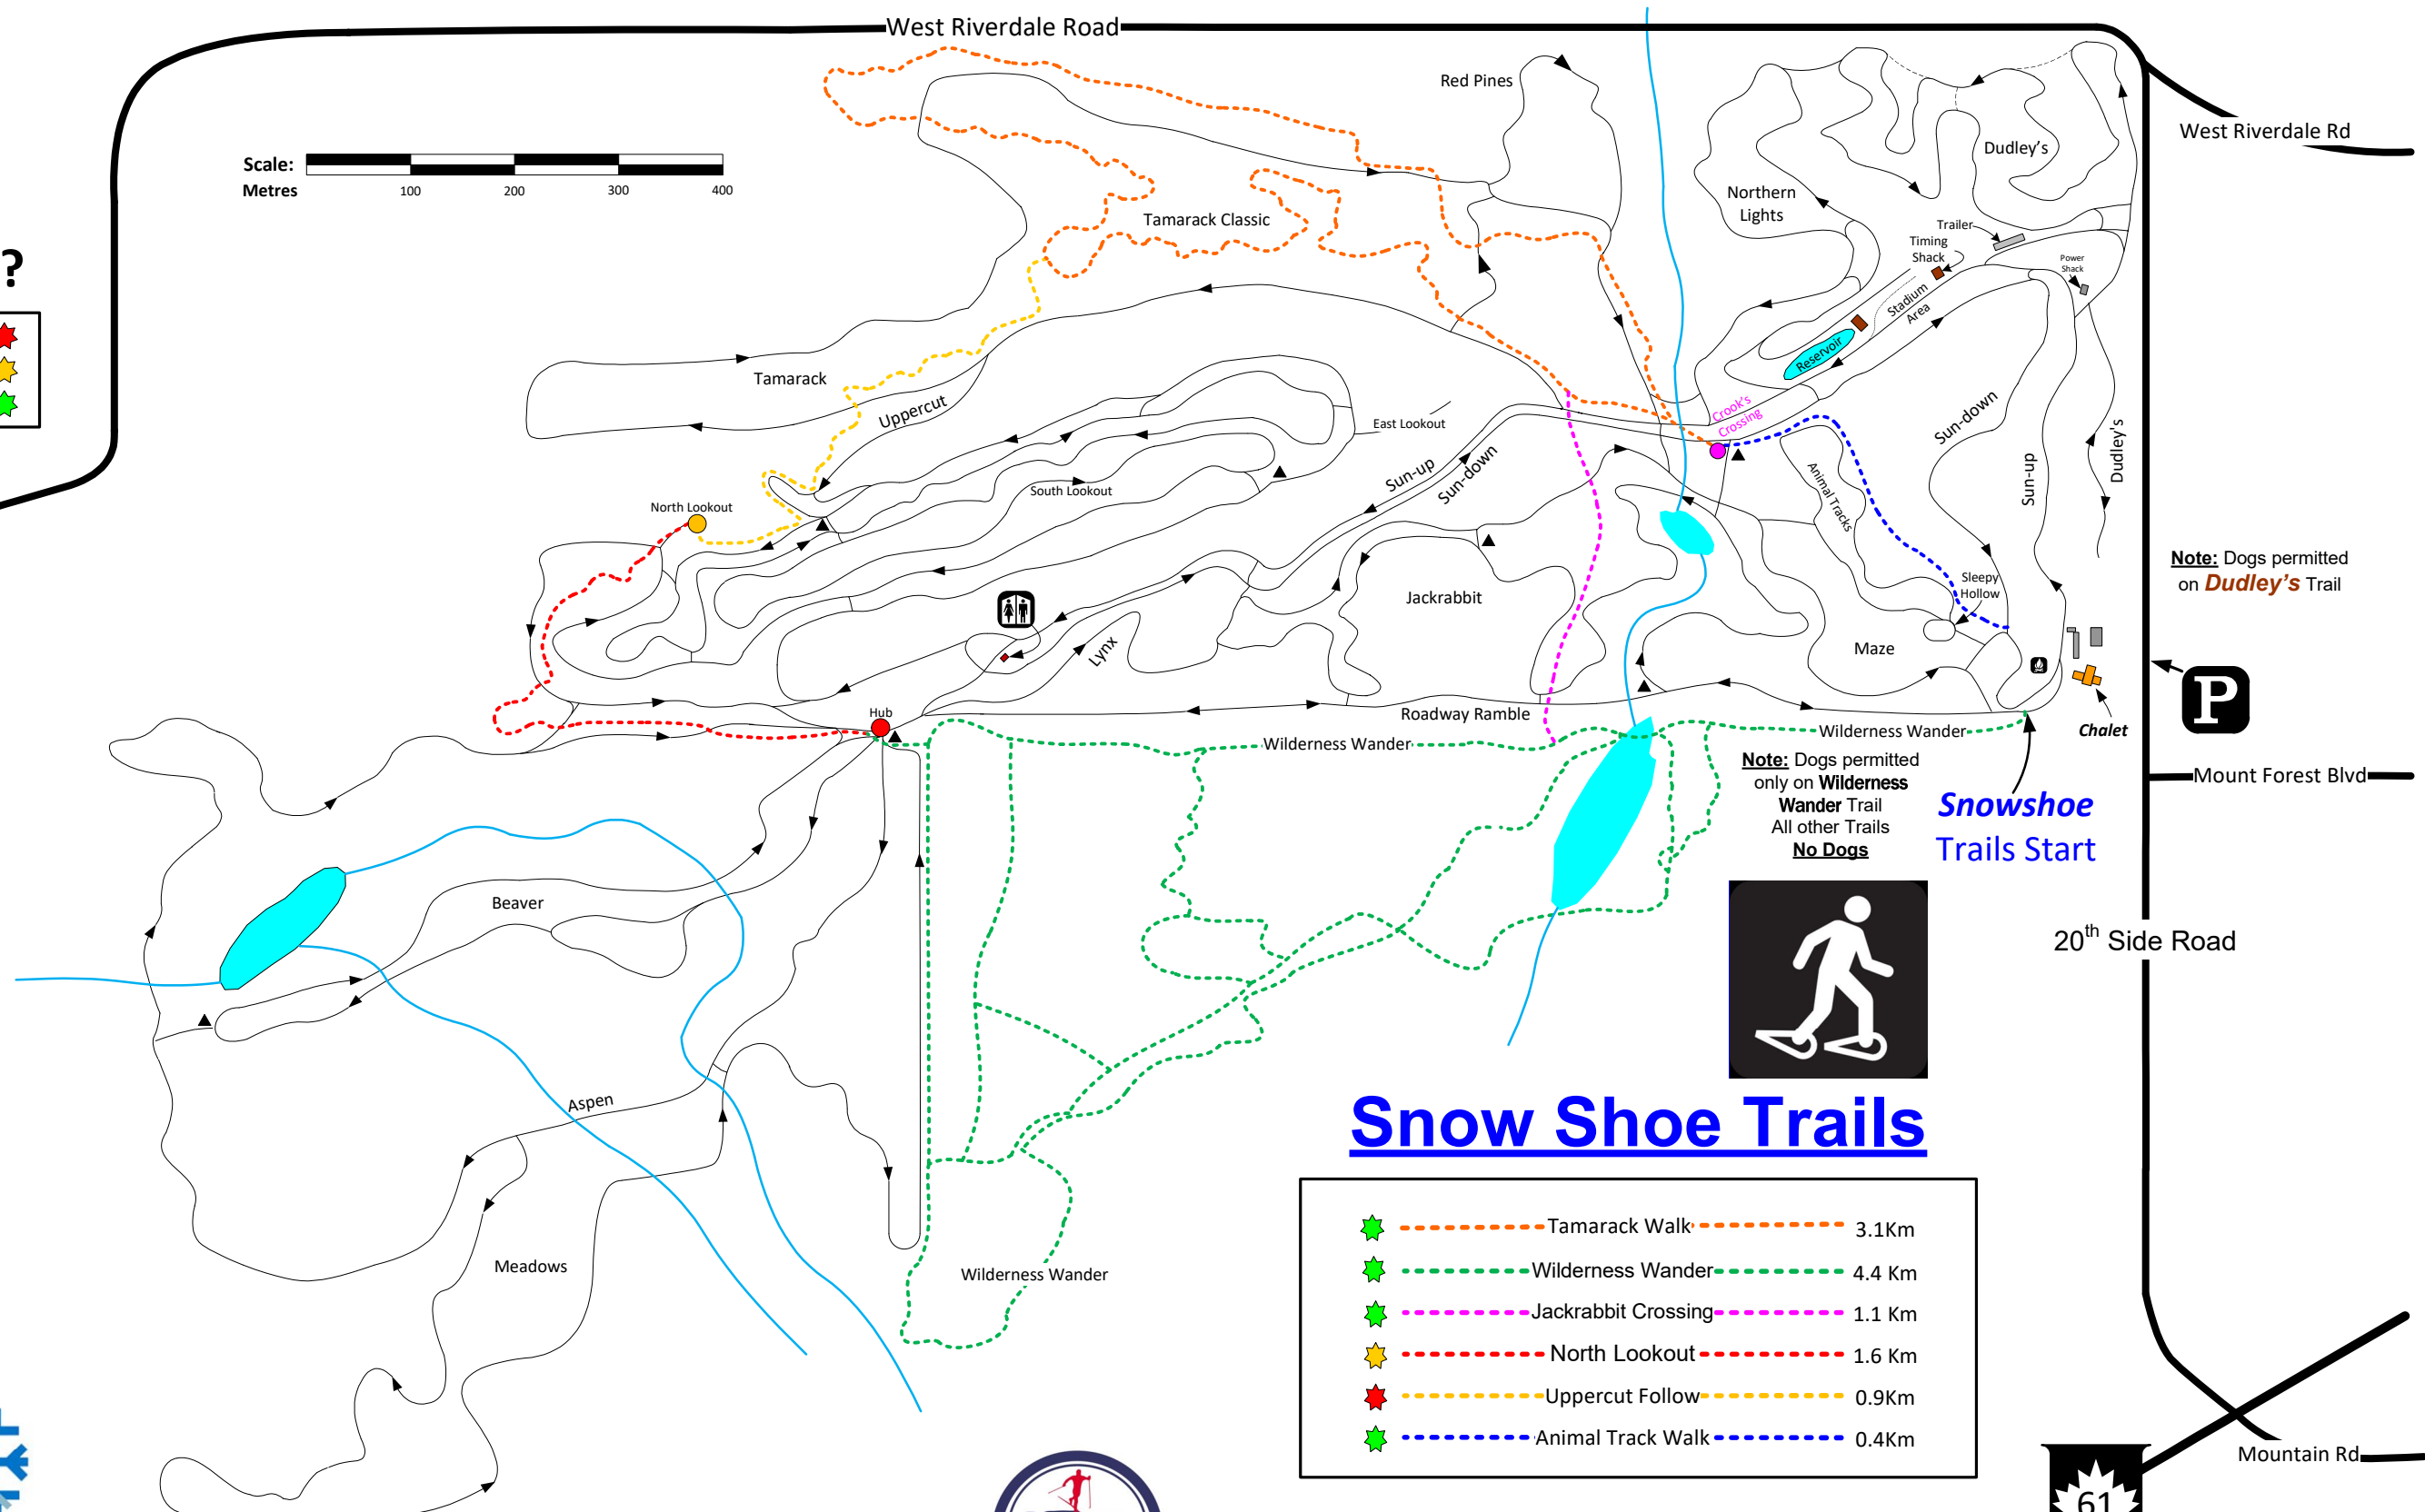 West Riverdale Road
Red Pines
West Riverdale Rd
Dudley's
Scale:
Metres
100
200
300
400
Northern
Lights
Tamarack Classic
Trailer
Timing
Shack
Power
Shack
?
Stadium
Area
Reservoir
Tamarack
Uppercut
Crook's
Crossing
East Lookout
Sun-down
Sun-up
Dudley's
Sun-up
Sun-down
Animal Tracks
South Lookout
North Lookout
Note: Dogs permitted
on Dudley's Trail
Sleepy
Hollow
Jackrabbit
Lynx
Maze
P
Hub
Roadway Ramble
Wilderness Wander
Wilderness Wander
Chalet
Note: Dogs permitted
only on Wilderness
Wander Trail
All other Trails
No Dogs
Snowshoe
Trails Start
Mount Forest Blvd
Beaver
20th Side Road
Aspen
Snow Shoe Trails
Meadows
Wilderness Wander
Tamarack Walk 3.1Km
Wilderness Wander 4.4 Km
Jackrabbit Crossing 1.1 Km
North Lookout 1.6 Km
Uppercut Follow 0.9Km
Animal Track Walk 0.4Km
Mountain Rd
61